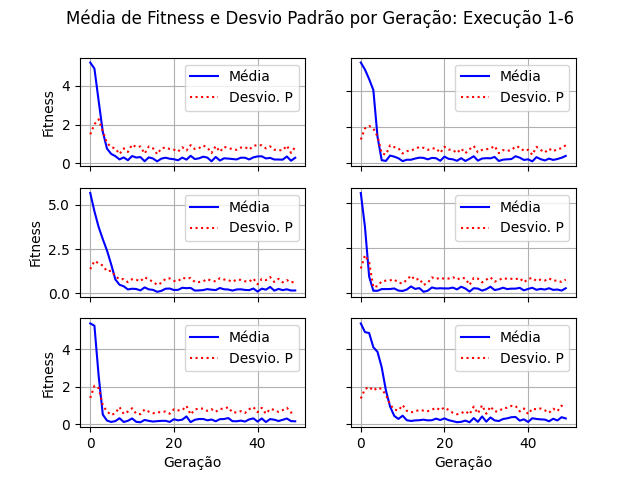 Média de Fitness e Desvio Padrão por Geração: Execução 1-6
Fitness
4
2
0
Média
Desvio. P
Média
Desvio. P
Fitness
5.0
2.5
0.0
Média
Desvio. P
Média
Desvio. P
Fitness
4
2
0
Média
Desvio. P
Média
Desvio. P
0 20 40
0 20 40
Geração
Geração